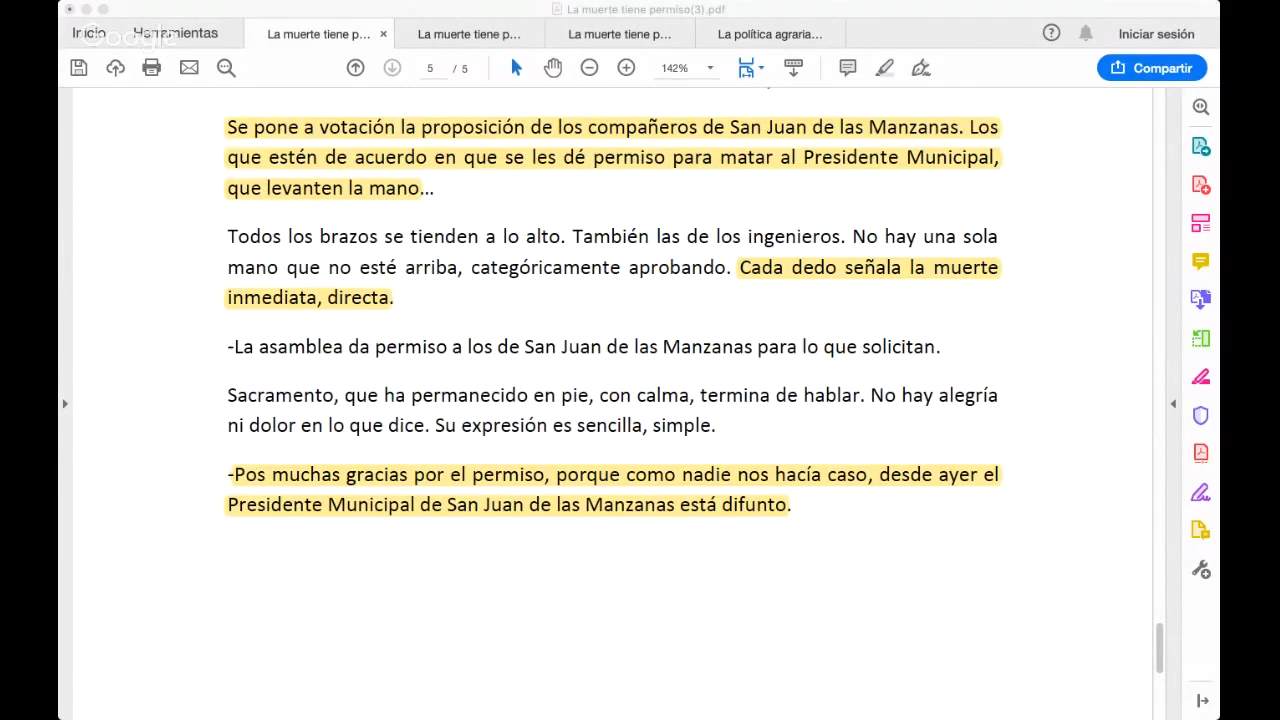 La muerte tiene permiso(3).pdf
Inicio Herramientas La muerte tiene p... × La muerte tiene p... La muerte tiene p... La política agraria... Iniciar sesión
Google
5 / 5 142% Compartir
Se pone a votación la proposición de los compañeros de San Juan de las Manzanas. Los
que estén de acuerdo en que se les dé permiso para matar al Presidente Municipal,
que levanten la mano…
Todos los brazos se tienden a lo alto. También las de los ingenieros. No hay una sola
mano que no esté arriba, categóricamente aprobando. Cada dedo señala la muerte
inmediata, directa.
-La asamblea da permiso a los de San Juan de las Manzanas para lo que solicitan.
Sacramento, que ha permanecido en pie, con calma, termina de hablar. No hay alegría
ni dolor en lo que dice. Su expresión es sencilla, simple.
-Pos muchas gracias por el permiso, porque como nadie nos hacía caso, desde ayer el
Presidente Municipal de San Juan de las Manzanas está difunto.